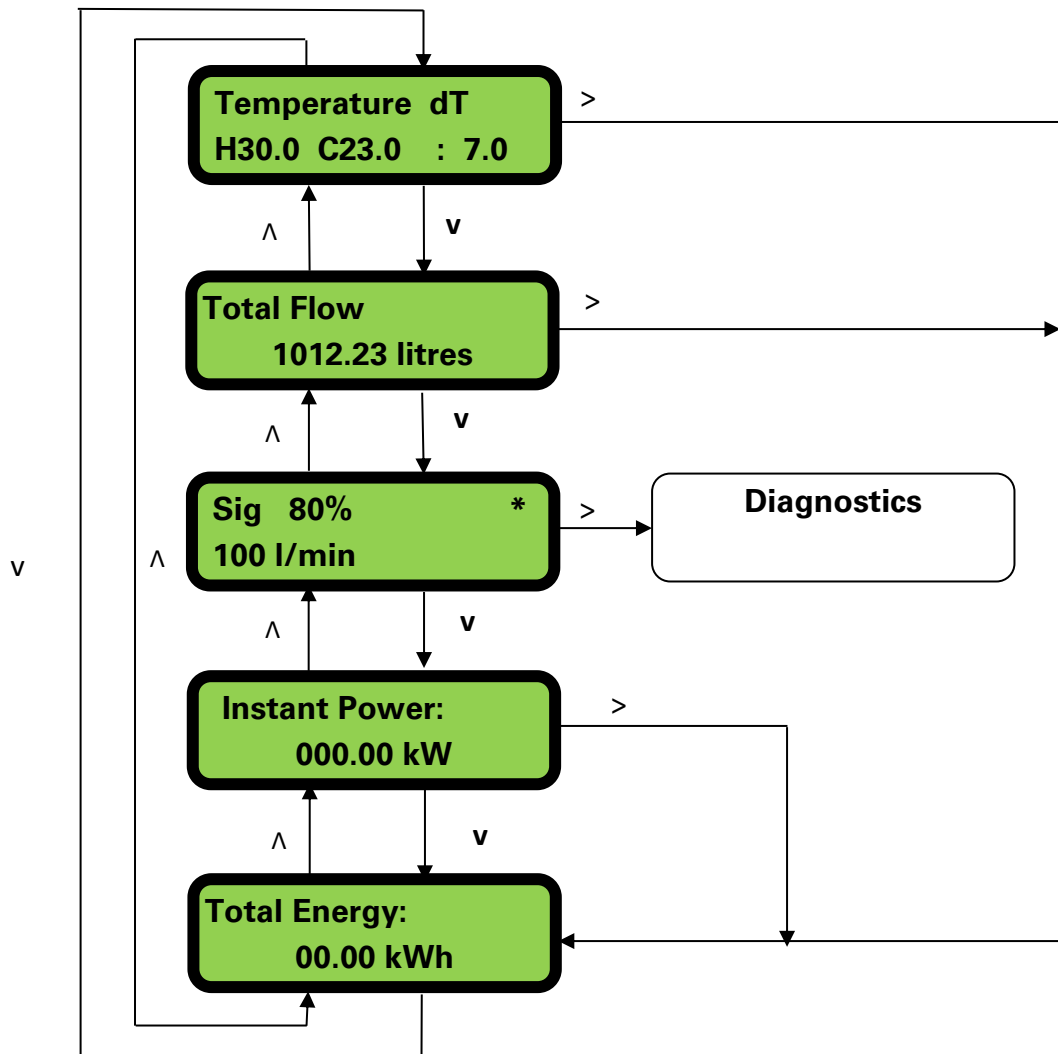 Temperature dT
>
H30.0 C23.0 : 7.0
ʌ
v
Total Flow
>
1012.23 litres
ʌ
v
Sig 80% *
>
Diagnostics
100 l/min
v
ʌ
ʌ
v
Instant Power:
>
000.00 kW
ʌ
v
Total Energy:
00.00 kWh